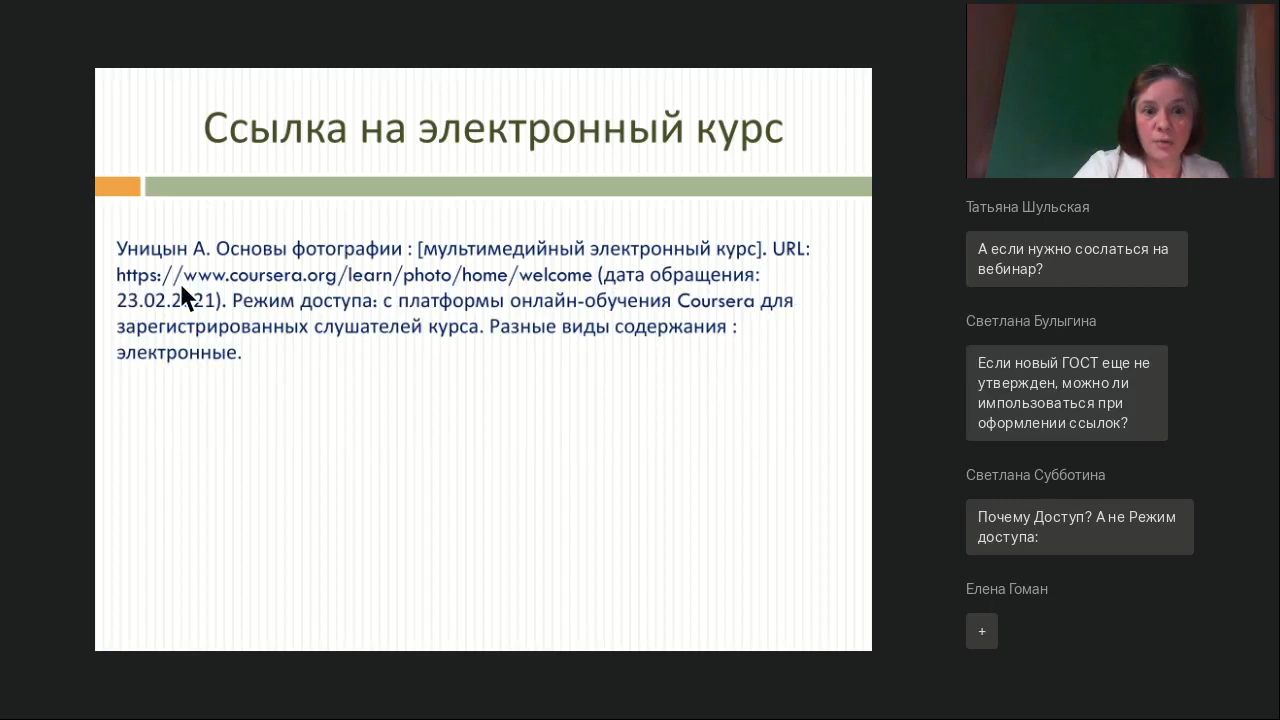 Ссылка на электронный курс
Уницын А. Основы фотографии : [мультимедийный электронный курс]. URL:
https://www.coursera.org/learn/photo/home/welcome (дата обращения:
23.02.2021). Режим доступа: с платформы онлайн-обучения Coursera для
зарегистрированных слушателей курса. Разные виды содержания :
электронные.
Татьяна Шульская
А если нужно сослаться на
вебинар?
Светлана Булыгина
Если новый ГОСТ еще не
утвержден, можно ли
импользоваться при
оформлении ссылок?
Светлана Субботина
Почему Доступ? А не Режим
доступа:
Елена Гоман
+